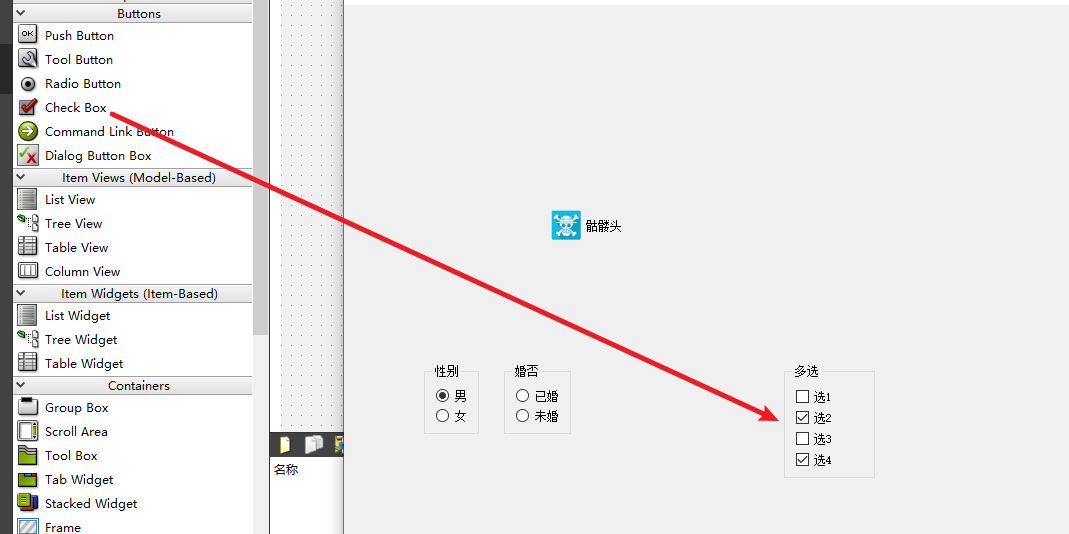 Buttons
OK
Push Button
Tool Button
Radio Button
Check Box
Command Link Button
Dialog Button Box
Item Views (Model-Based)
List View
Tree View
Table View
Column View
Item Widgets (Item-Based)
List Widget
Tree Widget
Table Widget
Containers
Group Box
Scroll Area
Tool Box
Tab Widget
Stacked Widget
Frame
名称
骷髅头
性别
男
女
婚否
已婚
未婚
多选
选1
选2
选3
选4